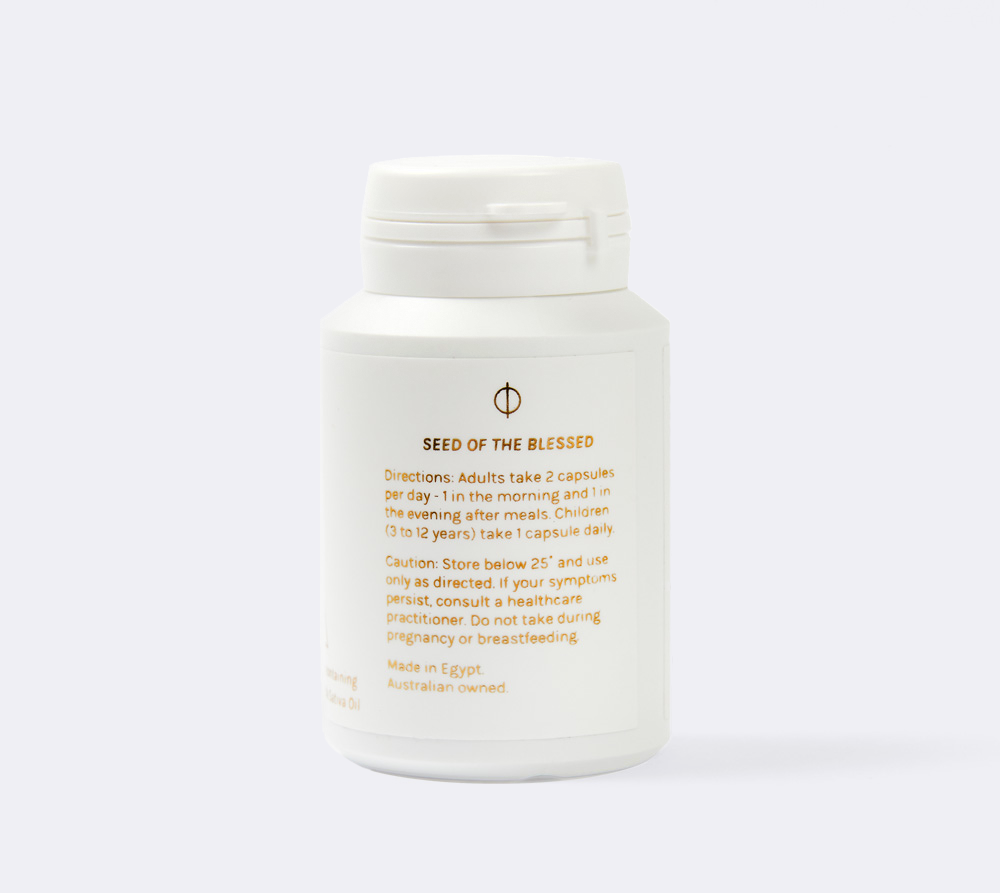 SEED OF THE BLESSED
Directions: Adults take 2 capsules
per day - 1 in the morning and 1 in
the evening after meals. Children
(3 to 12 years) take 1 capsule daily.
Caution: Store below 25° and use
only as directed. If your symptoms
persist, consult a healthcare
practitioner. Do not take during
pregnancy or breastfeeding.
Made in Egypt.
Australian owned.
Oil